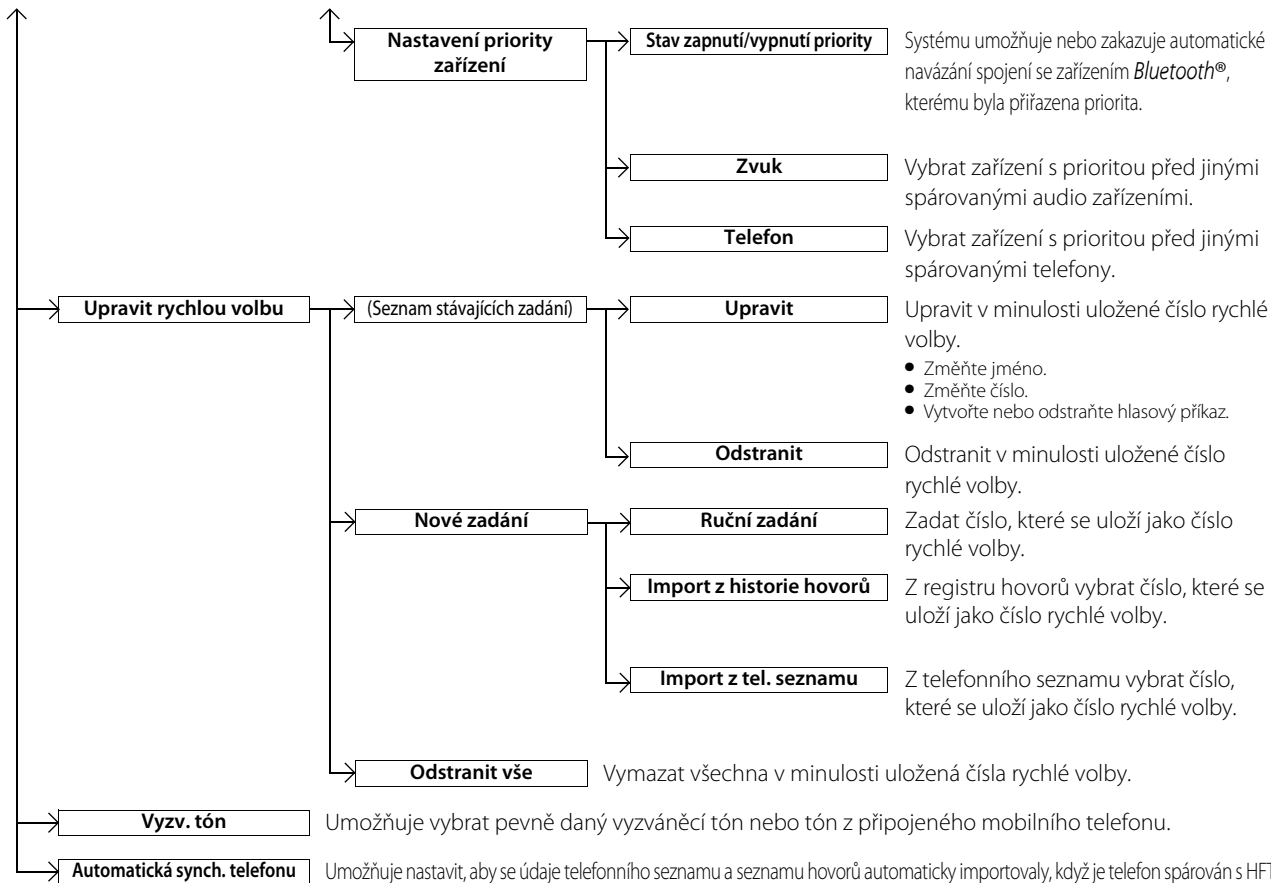 Nastavení priority
zařízení
Stav zapnutí/vypnutí priority
Systému umožňuje nebo zakazuje automatické
navázání spojení se zařízením Bluetooth®,
kterému byla přiřazena priorita.
Zvuk
Vybrat zařízení s prioritou před jinými
spárovanými audio zařízeními.
Telefon
Vybrat zařízení s prioritou před jinými
spárovanými telefony.
Upravit rychlou volbu
(Seznam stávajících zadání)
Upravit
Upravit v minulosti uložené číslo rychlé
volby.
● Změňte jméno.
● Změňte číslo.
● Vytvořte nebo odstraňte hlasový příkaz.
Odstranit
Odstranit v minulosti uložené číslo
rychlé volby.
Nové zadání
Ruční zadání
Zadat číslo, které se uloží jako číslo
rychlé volby.
Import z historie hovorů
Z registru hovorů vybrat číslo, které se
uloží jako číslo rychlé volby.
Import z tel. seznamu
Z telefonního seznamu vybrat číslo,
které se uloží jako číslo rychlé volby.
Odstranit vše
Vymazat všechna v minulosti uložená čísla rychlé volby.
Vyzv. tón
Umožňuje vybrat pevně daný vyzváněcí tón nebo tón z připojeného mobilního telefonu.
Automatická synch. telefonu
Umožňuje nastavit, aby se údaje telefonního seznamu a seznamu hovorů automaticky importovaly, když je telefon spárován s HFT